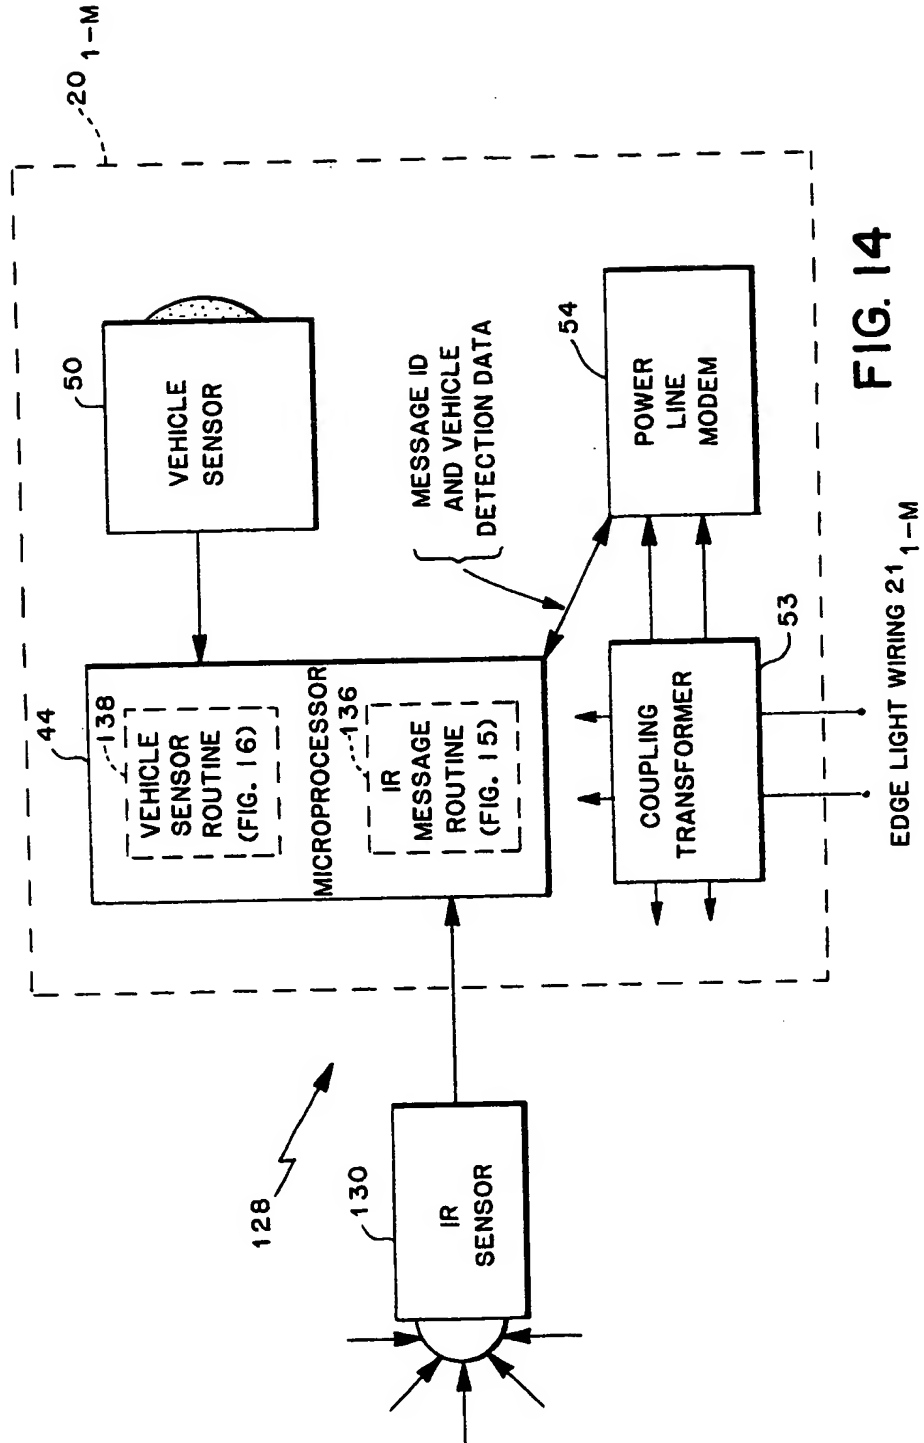 20 1-M
50
VEHICLE
SENSOR
44
138
VEHICLE
SENSOR
ROUTINE
(FIG. 16)
MICROPROCESSOR
136
IR
MESSAGE
ROUTINE
(FIG. 15)
MESSAGE ID
AND VEHICLE
DETECTION DATA
54
POWER
LINE
MODEM
128
130
IR
SENSOR
COUPLING
TRANSFORMER
53
EDGE LIGHT WIRING 21 1-M
FIG. 14